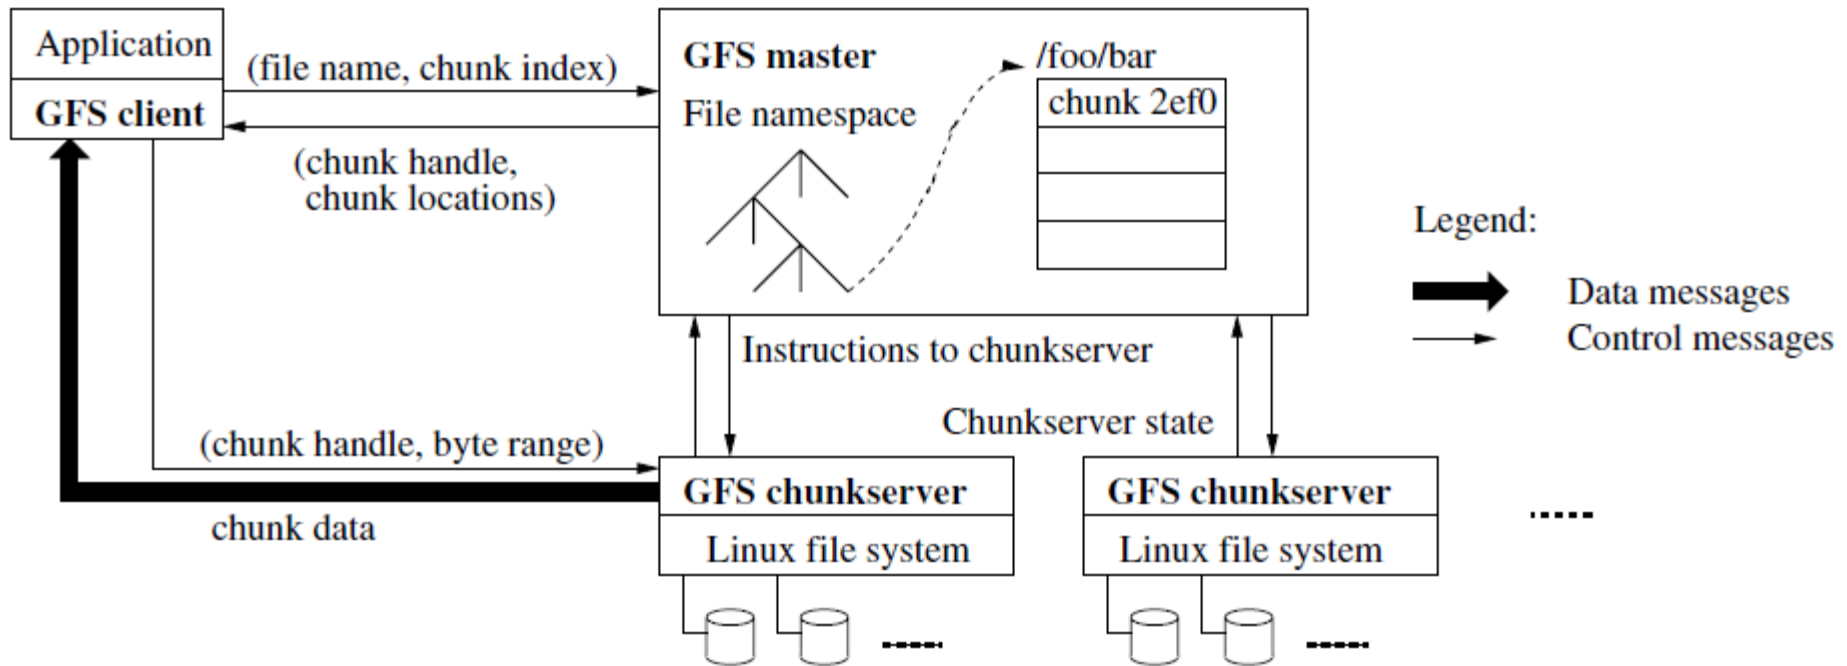 Application
GFS client
(file name, chunk index)
(chunk handle,
chunk locations)
GFS master
File namespace
/foo/bar
chunk 2ef0
Legend:
Data messages
Control messages
Instructions to chunkserver
Chunkserver state
(chunk handle, byte range)
chunk data
GFS chunkserver
Linux file system
GFS chunkserver
Linux file system